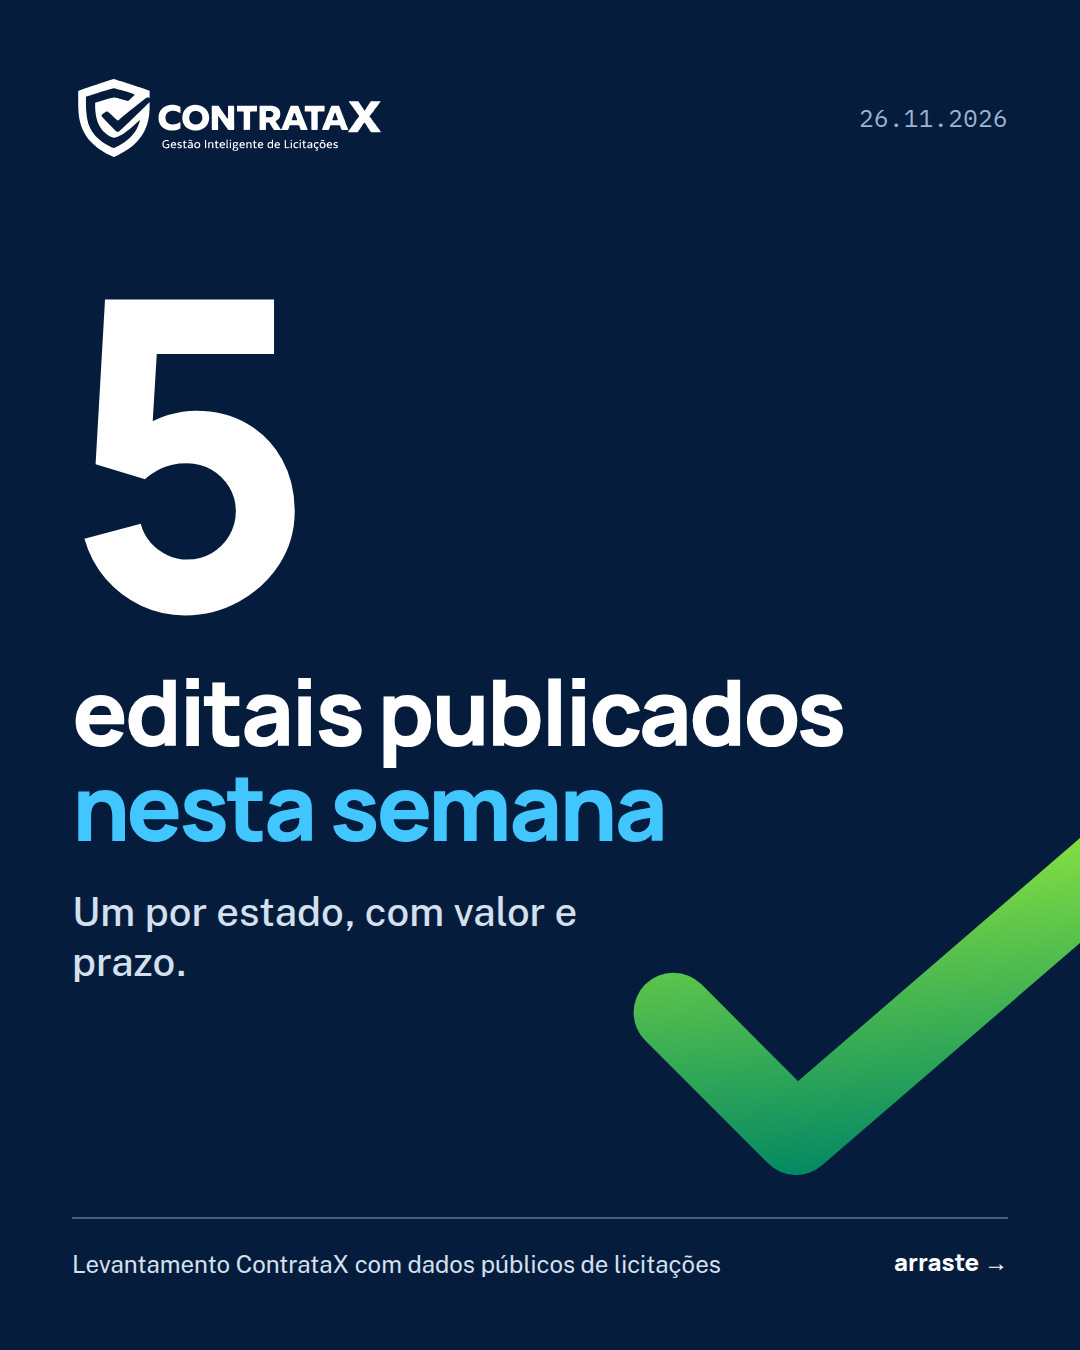 CONTRATAX
Gestão Inteligente de Licitações
26.11.2026
5
editais publicados
nesta semana
Um por estado, com valor e
prazo.
Levantamento ContrataX com dados públicos de licitações
arraste →